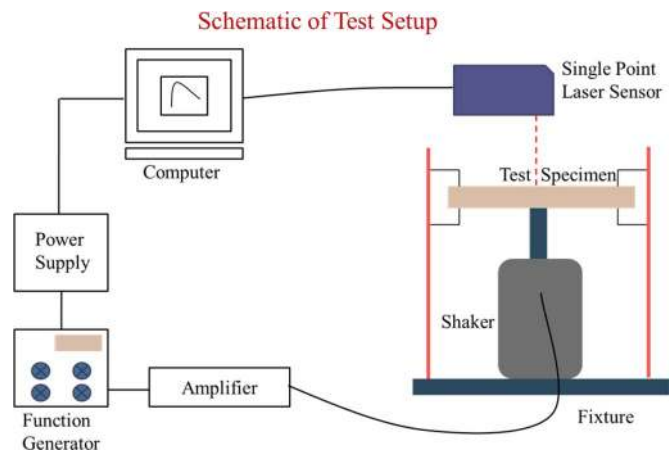 Schematic of Test Setup
Single Point
Laser Sensor
Computer
Test Specimen
Power
Supply
Shaker
Amplifier
Function
Generator
Fixture